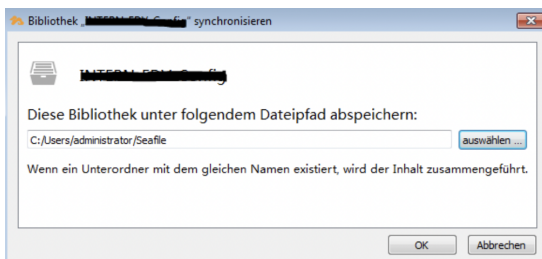 Bibliothek „ " synchronisieren
Diese Bibliothek unter folgendem Dateipfad abspeichern:
C:/Users/administrator/Seafile
auswählen ...
Wenn ein Unterordner mit dem gleichen Namen existiert, wird der Inhalt zusammengeführt.
OK
Abbrechen